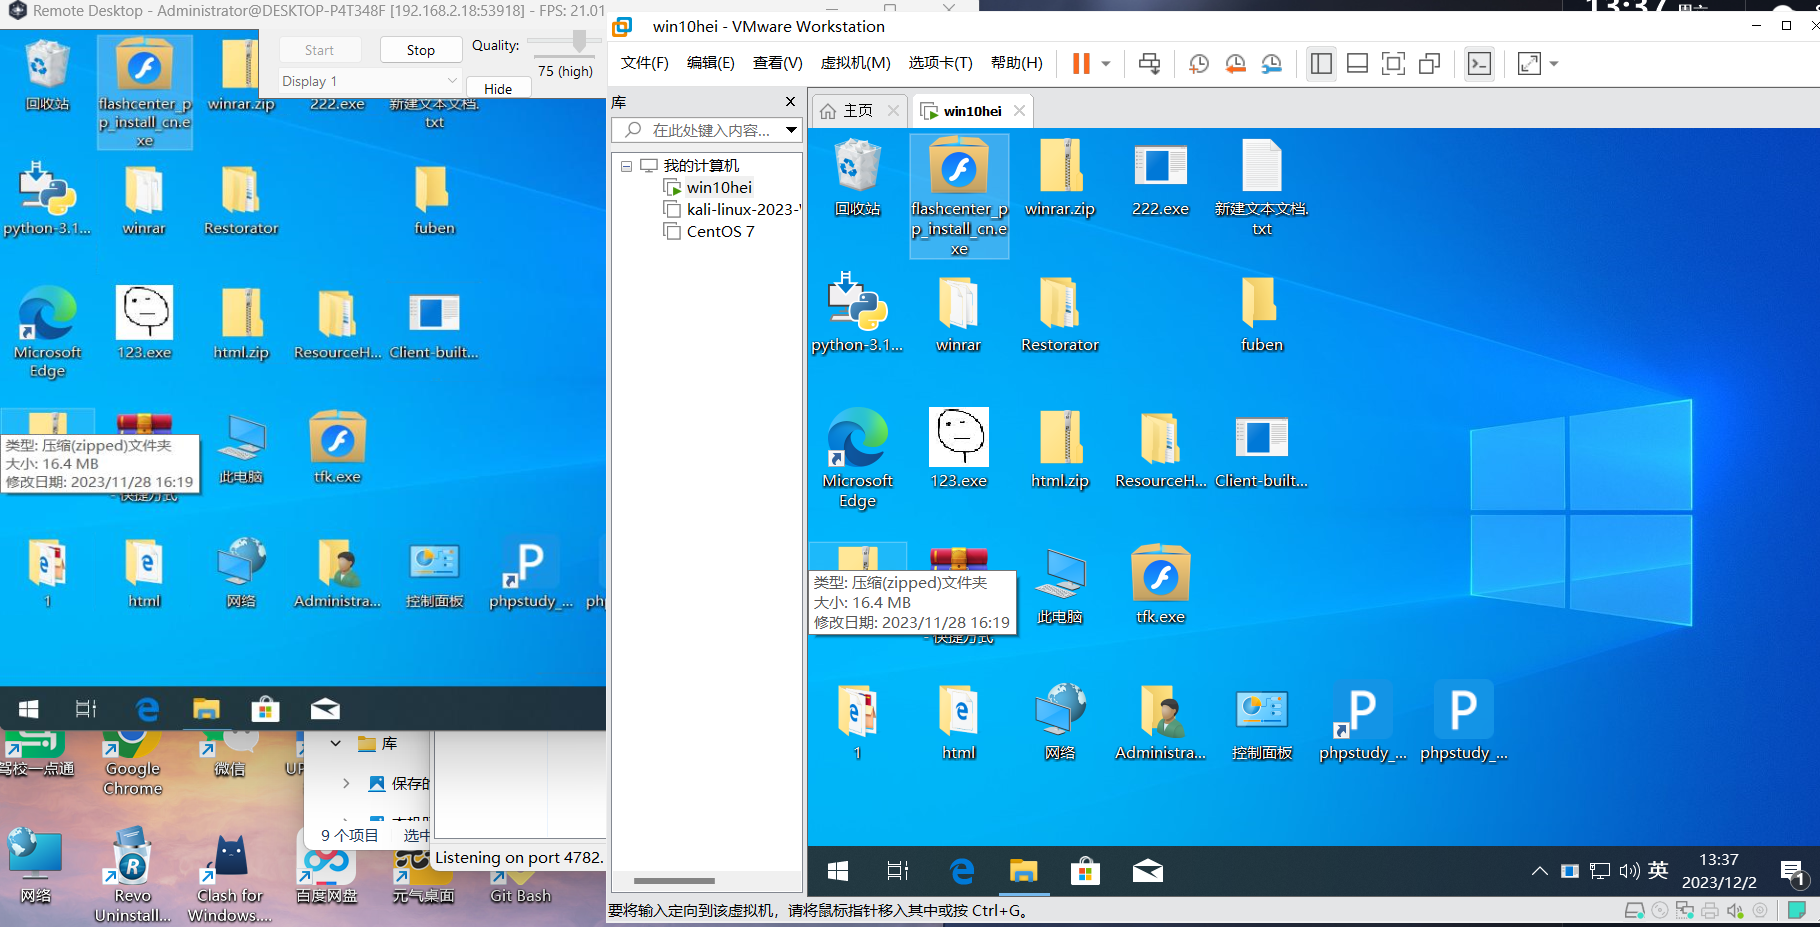 Remote Desktop - Administrator@DESKTOP-P4T348F [192.168.2.18:53918] - FPS: 21.01
Start
Stop
Quality:
75 (high)
Display 1
Hide
回收站
flashcenter_p
p_install_cn.e
xe
winrar.zip
222.exe
新建文本文档.
txt
python-3.1...
winrar
Restorator
fuben
Microsoft
Edge
123.exe
html.zip
ResourceH...
Client-built...
类型: 压缩(zipped)文件夹
大小: 16.4 MB
修改日期: 2023/11/28 16:19
- 快捷方式
此电脑
tfk.exe
1
html
网络
Administra...
控制面板
phpstudy_...
驾校一点通
Google
Chrome
微信
库
保存的
9 个项目
选中
Listening on port 4782.
网络
Revo
Uninstall...
Clash for
Windows....
百度网盘
元气桌面
Git Bash
13:37
周六
win10hei - VMware Workstation
文件(F)
编辑(E)
查看(V)
虚拟机(M)
选项卡(T)
帮助(H)
库
在此处键入内容...
我的计算机
win10hei
kali-linux-2023-
CentOS 7
主页
win10hei
回收站
flashcenter_p
p_install_cn.e
xe
winrar.zip
222.exe
新建文本文档.
txt
python-3.1...
winrar
Restorator
fuben
Microsoft
Edge
123.exe
html.zip
ResourceH...
Client-built...
类型: 压缩(zipped)文件夹
大小: 16.4 MB
修改日期: 2023/11/28 16:19
- 快捷方式
此电脑
tfk.exe
1
html
网络
Administra...
控制面板
phpstudy_...
phpstudy_...
英
13:37
2023/12/2
1
要将输入定向到该虚拟机，请将鼠标指针移入其中或按 Ctrl+G。